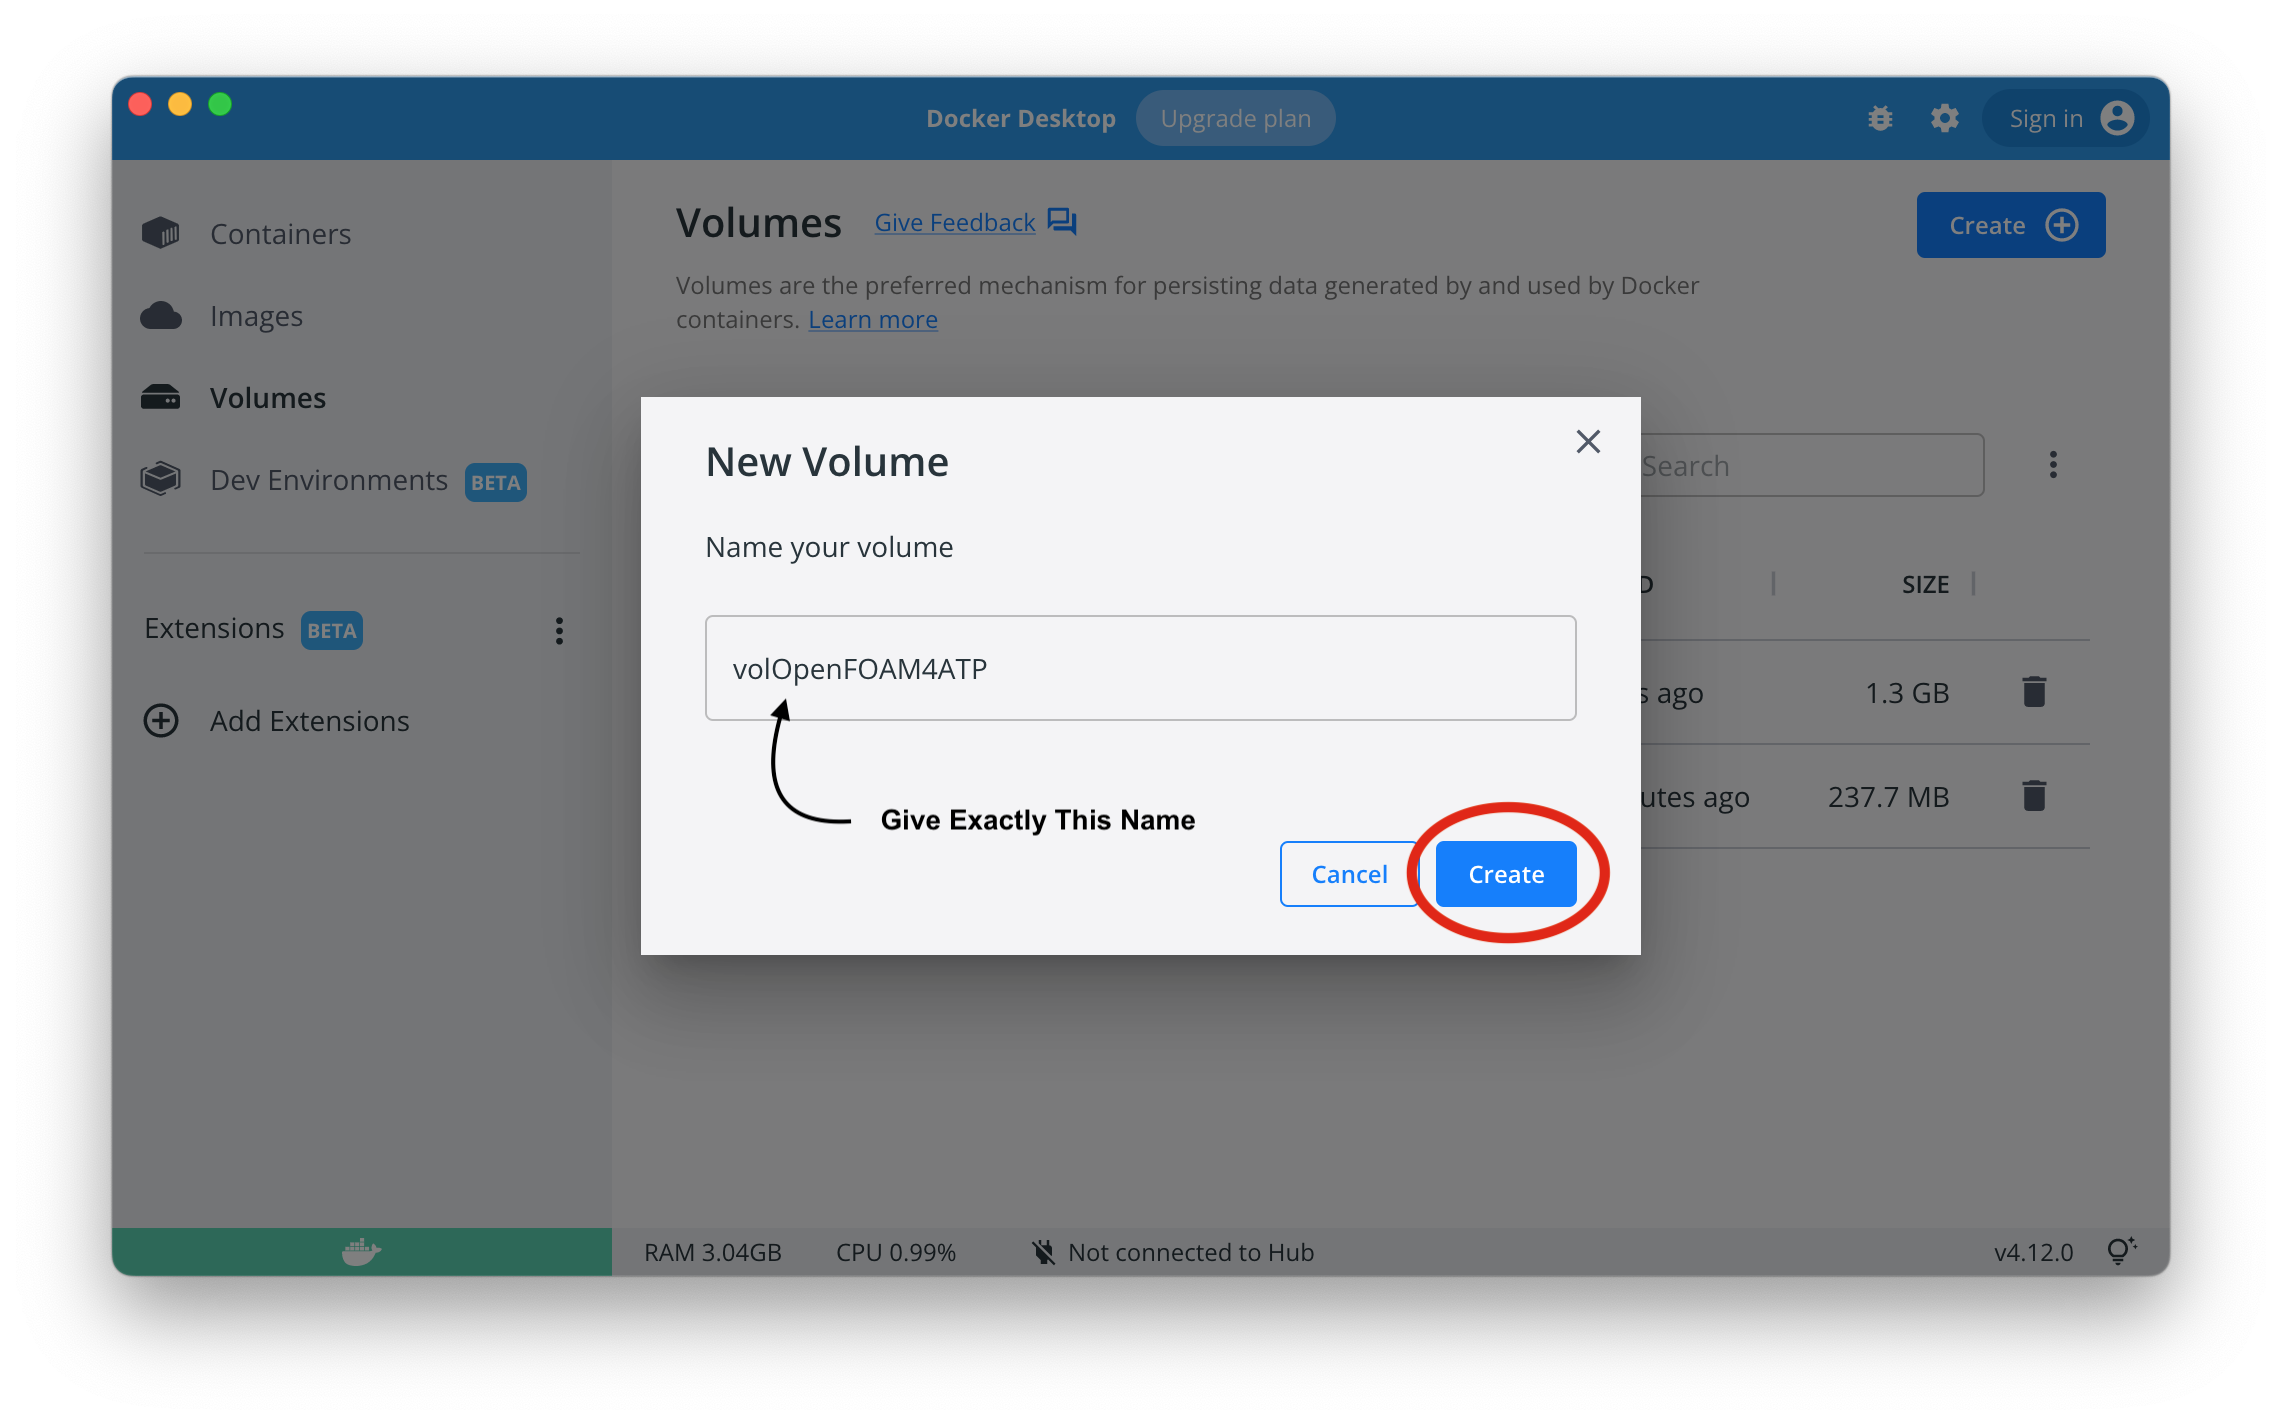 Docker Desktop
Upgrade plan
Sign in
Containers
Images
Volumes
Dev Environments BETA
Extensions BETA
Add Extensions
Volumes Give Feedback
Create
Volumes are the preferred mechanism for persisting data generated by and used by Docker
containers. Learn more
Search
SIZE
ago 1.3 GB
ago 237.7 MB
New Volume
Name your volume
volOpenFOAM4ATP
Give Exactly This Name
Cancel
Create
RAM 3.04GB CPU 0.99% Not connected to Hub v4.12.0